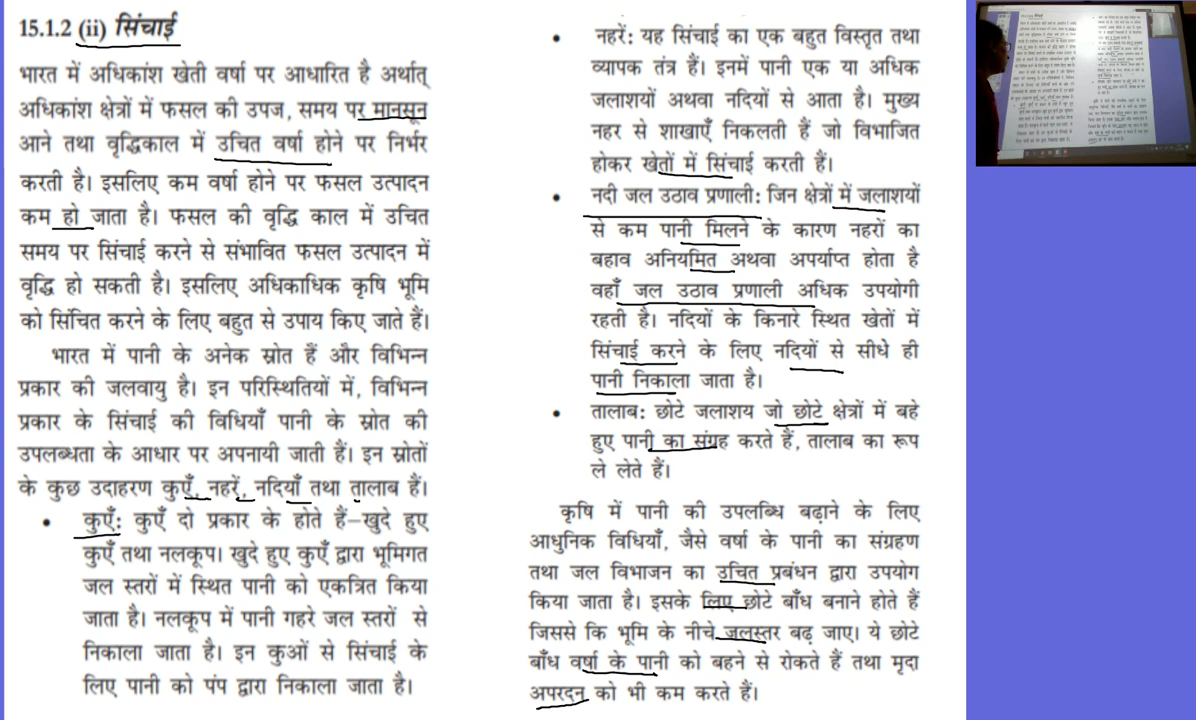 15.1.2 (ii) सिंचाई
भारत में अधिकांश खेती वर्षा पर आधारित है अर्थात्
अधिकांश क्षेत्रों में फसल की उपज, समय पर मानसून
आने तथा वृद्धिकाल में उचित वर्षा होने पर निर्भर
करती है। इसलिए कम वर्षा होने पर फसल उत्पादन
कम हो जाता है। फसल की वृद्धि काल में उचित
समय पर सिंचाई करने से संभावित फसल उत्पादन में
वृद्धि हो सकती है। इसलिए अधिकाधिक कृषि भूमि
को सिंचित करने के लिए बहुत से उपाय किए जाते हैं।
भारत में पानी के अनेक स्रोत हैं और विभिन्न
प्रकार की जलवायु है। इन परिस्थितियों में, विभिन्न
प्रकार के सिंचाई की विधियाँ पानी के स्रोत की
उपलब्धता के आधार पर अपनायी जाती हैं। इन स्रोतों
के कुछ उदाहरण कुएँ, नहरें, नदियाँ तथा तालाब हैं।
• कुएँ: कुएँ दो प्रकार के होते हैं–खुदे हुए
कुएँ तथा नलकूप। खुदे हुए कुएँ द्वारा भूमिगत
जल स्तरों में स्थित पानी को एकत्रित किया
जाता है। नलकूप में पानी गहरे जल स्तरों से
निकाला जाता है। इन कुओं से सिंचाई के
लिए पानी को पंप द्वारा निकाला जाता है।
• नहरें: यह सिंचाई का एक बहुत विस्तृत तथा
व्यापक तंत्र हैं। इनमें पानी एक या अधिक
जलाशयों अथवा नदियों से आता है। मुख्य
नहर से शाखाएँ निकलती हैं जो विभाजित
होकर खेतों में सिंचाई करती हैं।
• नदी जल उठाव प्रणाली: जिन क्षेत्रों में जलाशयों
से कम पानी मिलने के कारण नहरों का
बहाव अनियमित अथवा अपर्याप्त होता है
वहाँ जल उठाव प्रणाली अधिक उपयोगी
रहती है। नदियों के किनारे स्थित खेतों में
सिंचाई करने के लिए नदियों से सीधे ही
पानी निकाला जाता है।
• तालाब: छोटे जलाशय जो छोटे क्षेत्रों में बहे
हुए पानी का संग्रह करते हैं, तालाब का रूप
ले लेते हैं।
कृषि में पानी की उपलब्धि बढ़ाने के लिए
आधुनिक विधियाँ, जैसे वर्षा के पानी का संग्रहण
तथा जल विभाजन का उचित प्रबंधन द्वारा उपयोग
किया जाता है। इसके लिए छोटे बाँध बनाने होते हैं
जिससे कि भूमि के नीचे जलस्तर बढ़ जाए। ये छोटे
बाँध वर्षा के पानी को बहने से रोकते हैं तथा मृदा
अपरदन को भी कम करते हैं।